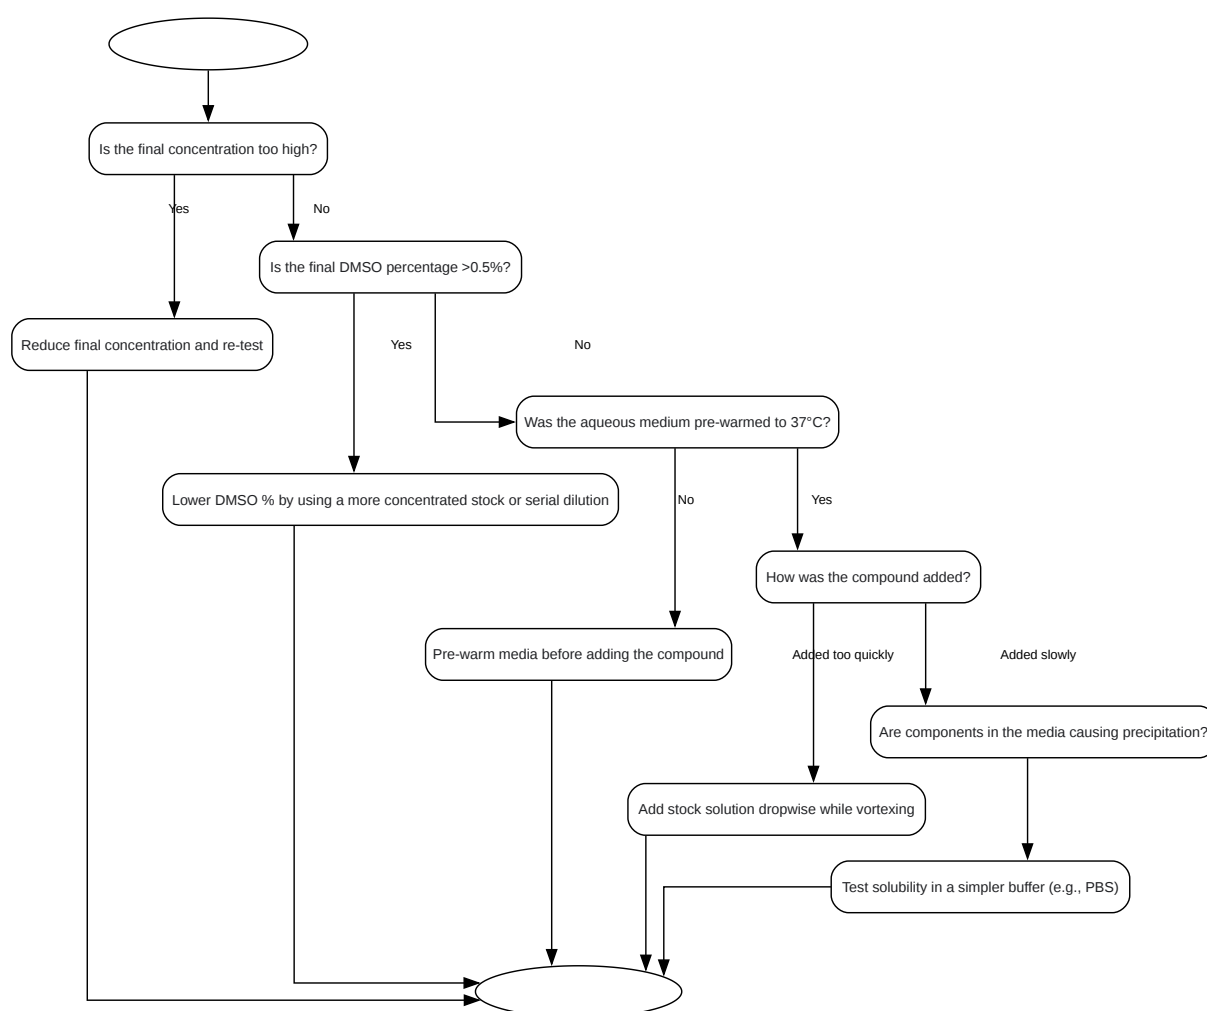 Is the final concentration too high?
Yes
No
Is the final DMSO percentage >0.5%?
Reduce final concentration and re-test
Yes
No
Was the aqueous medium pre-warmed to 37°C?
Lower DMSO % by using a more concentrated stock or serial dilution
No
Yes
How was the compound added?
Pre-warm media before adding the compound
Added too quickly
Added slowly
Are components in the media causing precipitation?
Add stock solution dropwise while vortexing
Test solubility in a simpler buffer (e.g., PBS)